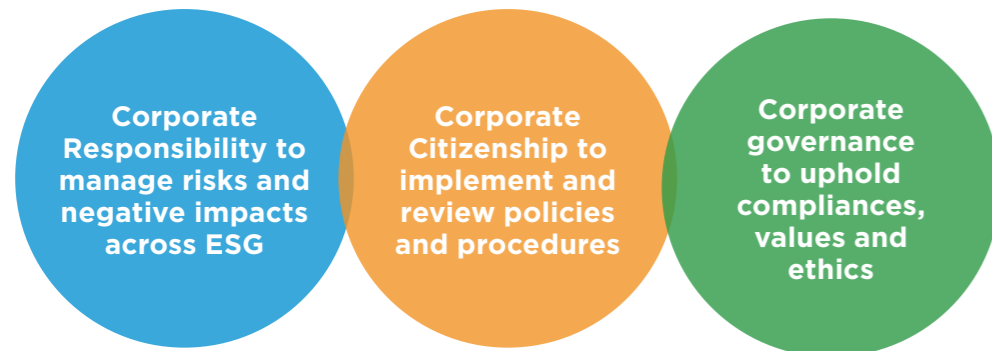 Corporate
Responsibility to
manage risks and
negative impacts
across ESG
Corporate
Citizenship to
implement and
review policies
and procedures
Corporate
governance
to uphold
compliances,
values and
ethics